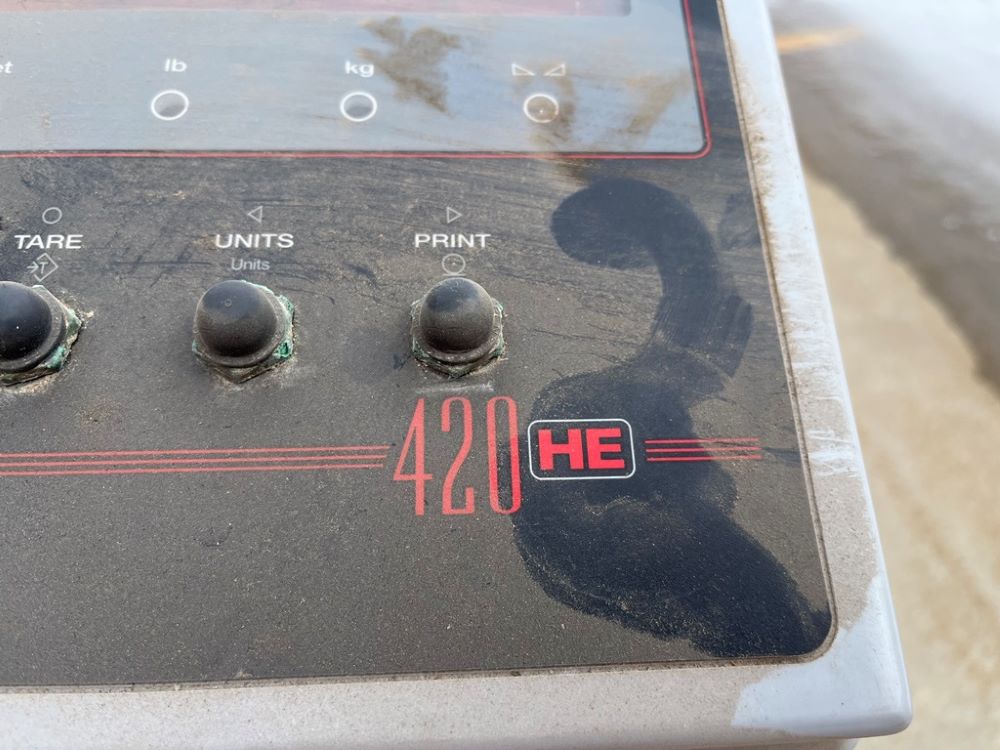 lb kg
TARE UNITS PRINT
Units
420 HE